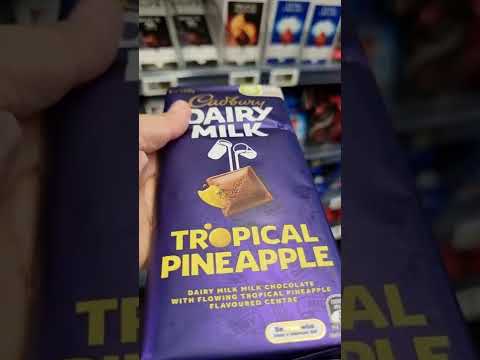 Cadbury
DAIRY
MILK
TROPICAL
PINEAPPLE
DAIRY MILK MILK CHOCOLATE
WITH FLOWING TROPICAL PINEAPPLE
FLAVOURED CENTRE